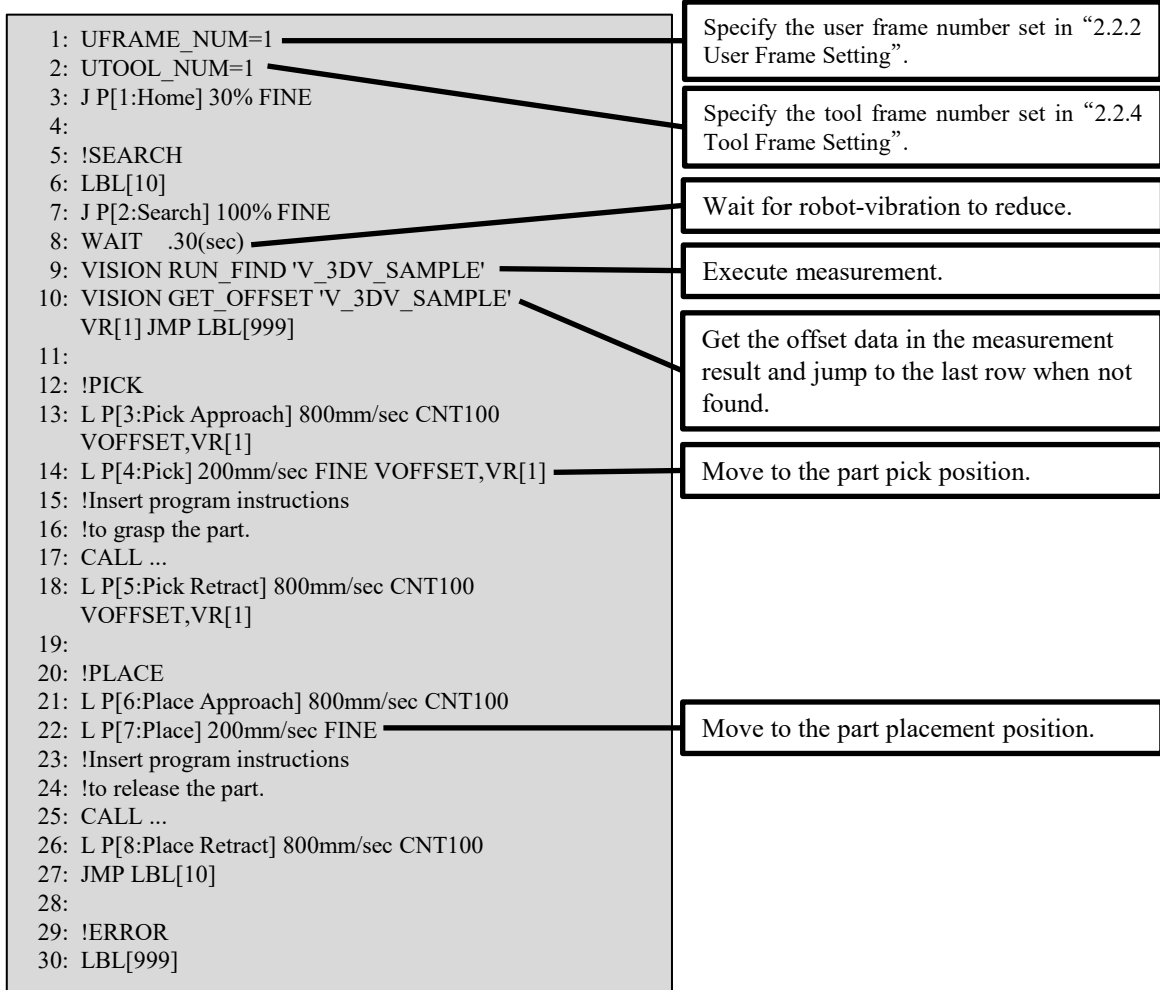 1: UFRAME_NUM=1
2: UTOOL_NUM=1
3: J P[1:Home] 30% FINE
4:
5: !SEARCH
6: LBL[10]
7: J P[2:Search] 100% FINE
8: WAIT .30(sec)
9: VISION RUN_FIND 'V_3DV_SAMPLE'
10: VISION GET_OFFSET 'V_3DV_SAMPLE'
VR[1] JMP LBL[999]
11:
12: !PICK
13: L P[3:Pick Approach] 800mm/sec CNT100
VOFFSET,VR[1]
14: L P[4:Pick] 200mm/sec FINE VOFFSET,VR[1]
15: !Insert program instructions
16: !to grasp the part.
17: CALL ...
18: L P[5:Pick Retract] 800mm/sec CNT100
VOFFSET,VR[1]
19:
20: !PLACE
21: L P[6:Place Approach] 800mm/sec CNT100
22: L P[7:Place] 200mm/sec FINE
23: !Insert program instructions
24: !to release the part.
25: CALL ...
26: L P[8:Place Retract] 800mm/sec CNT100
27: JMP LBL[10]
28:
29: !ERROR
30: LBL[999]
Specify the user frame number set in “2.2.2
User Frame Setting”.
Specify the tool frame number set in “2.2.4
Tool Frame Setting”.
Wait for robot-vibration to reduce.
Execute measurement.
Get the offset data in the measurement
result and jump to the last row when not
found.
Move to the part pick position.
Move to the part placement position.